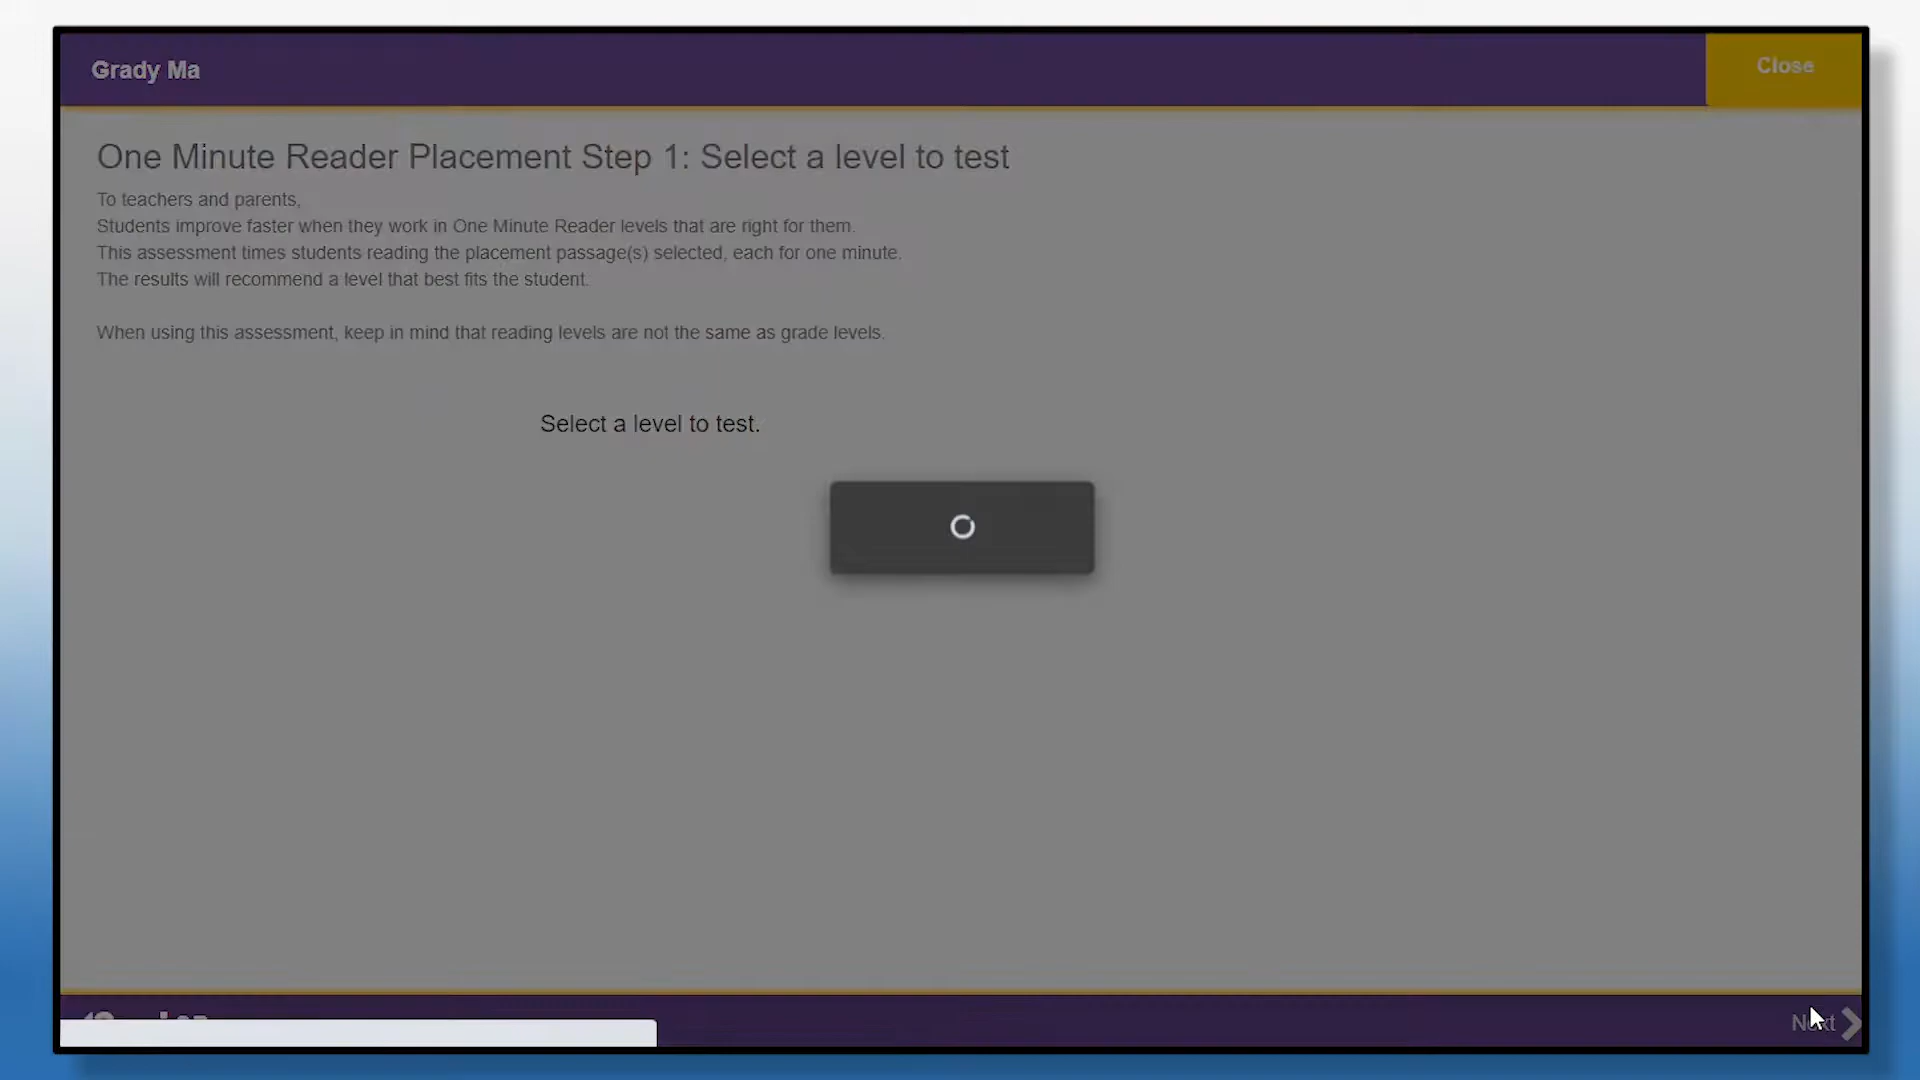 Grady Ma
Close
One Minute Reader Placement Step 1: Select a level to test
To teachers and parents,
Students improve faster when they work in One Minute Reader levels that are right for them.
This assessment times students reading the placement passage(s) selected, each for one minute.
The results will recommend a level that best fits the student.
When using this assessment, keep in mind that reading levels are not the same as grade levels.
Select a level to test.
Next